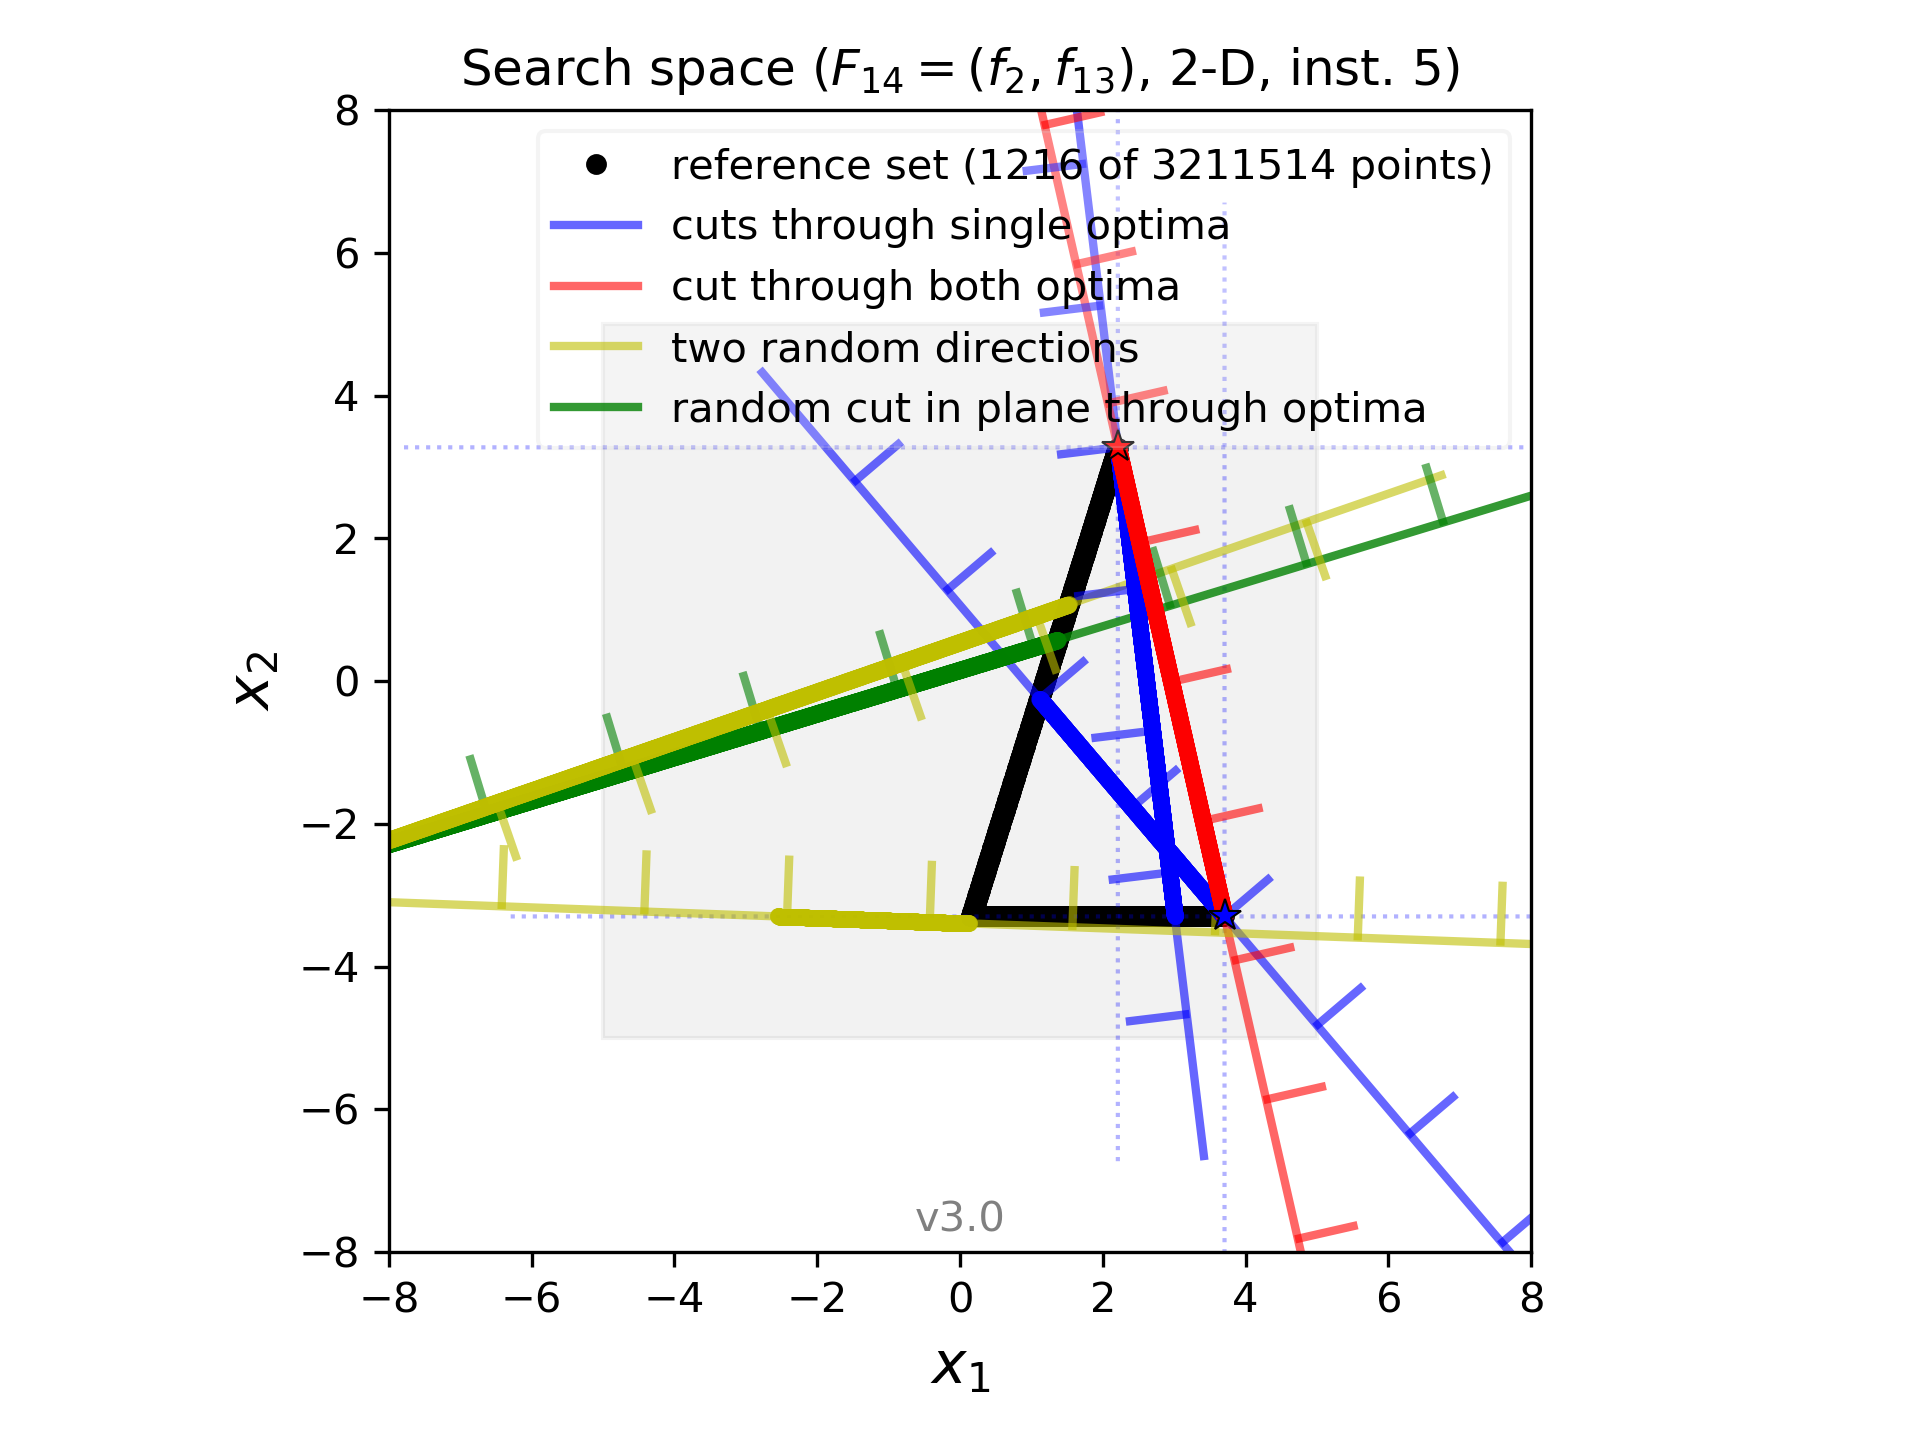 Search space (F₁₄ = (f₂, f₁₃), 2-D, inst. 5)
reference set (1216 of 3211514 points)
cuts through single optima
cut through both optima
two random directions
random cut in plane through optima
8
6
4
2
0
−2
−4
−6
−8
x₂
v3.0
−8 −6 −4 −2 0 2 4 6 8
x₁